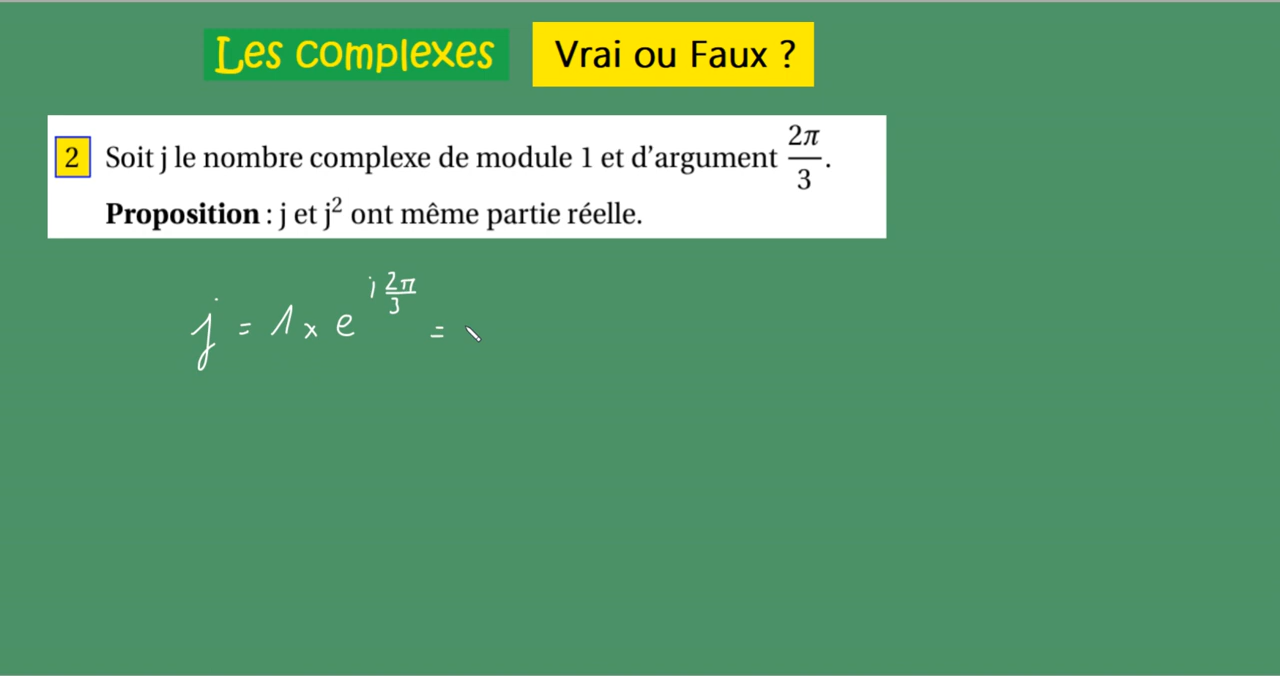 Les complexes Vrai ou Faux ?
2 Soit j le nombre complexe de module 1 et d'argument 2π/3.
Proposition : j et j² ont même partie réelle.
j = 1 × e^(i 2π/3) =